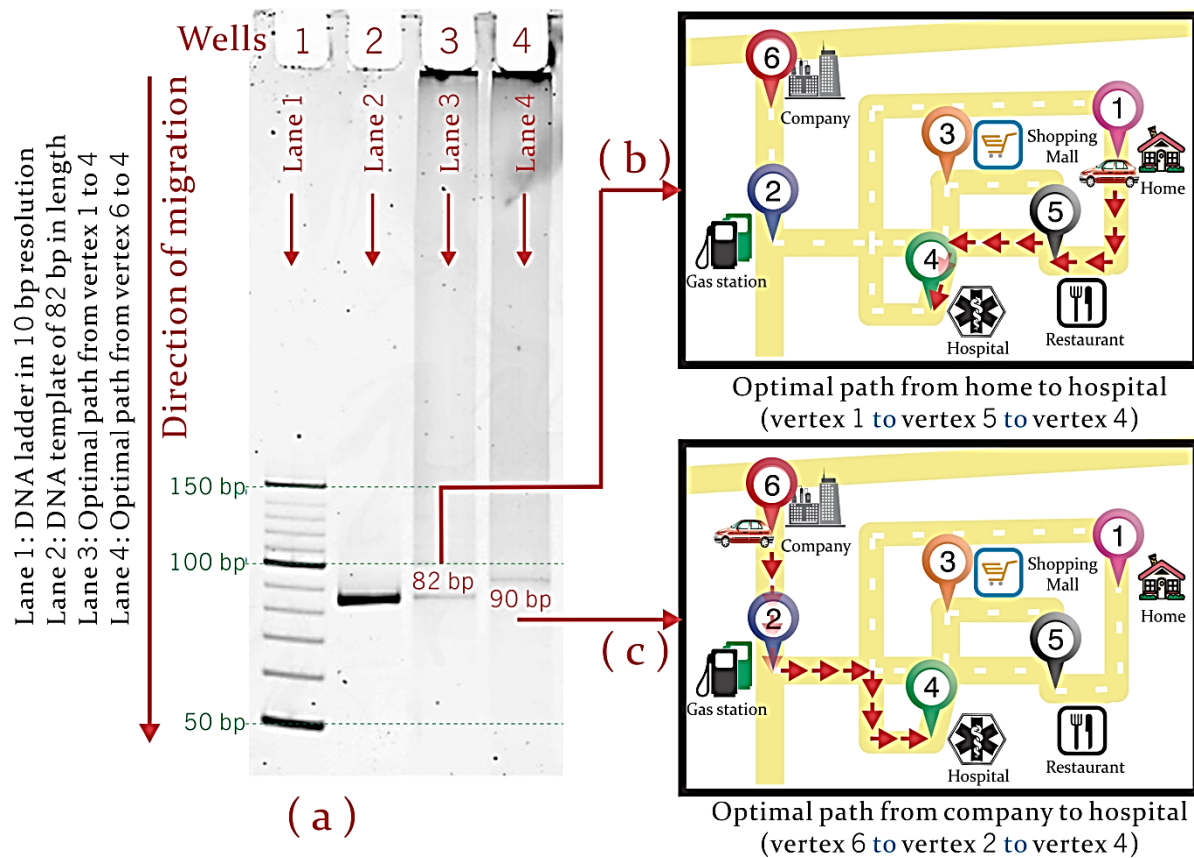 Wells 1 2 3 4
Lane 1
Lane 2
Lane 3
Lane 4
Direction of migration
Lane 1: DNA ladder in 10 bp resolution
Lane 2: DNA template of 82 bp in length
Lane 3: Optimal path from vertex 1 to 4
Lane 4: Optimal path from vertex 6 to 4
150 bp
100 bp
50 bp
82 bp
90 bp
( a )
( b )
6
Company
1
3
Shopping
Mall
Home
2
5
Gas station
4
Hospital
Restaurant
Optimal path from home to hospital
(vertex 1 to vertex 5 to vertex 4)
( c )
6
Company
1
3
Shopping
Mall
Home
2
5
Gas station
4
Hospital
Restaurant
Optimal path from company to hospital
(vertex 6 to vertex 2 to vertex 4)